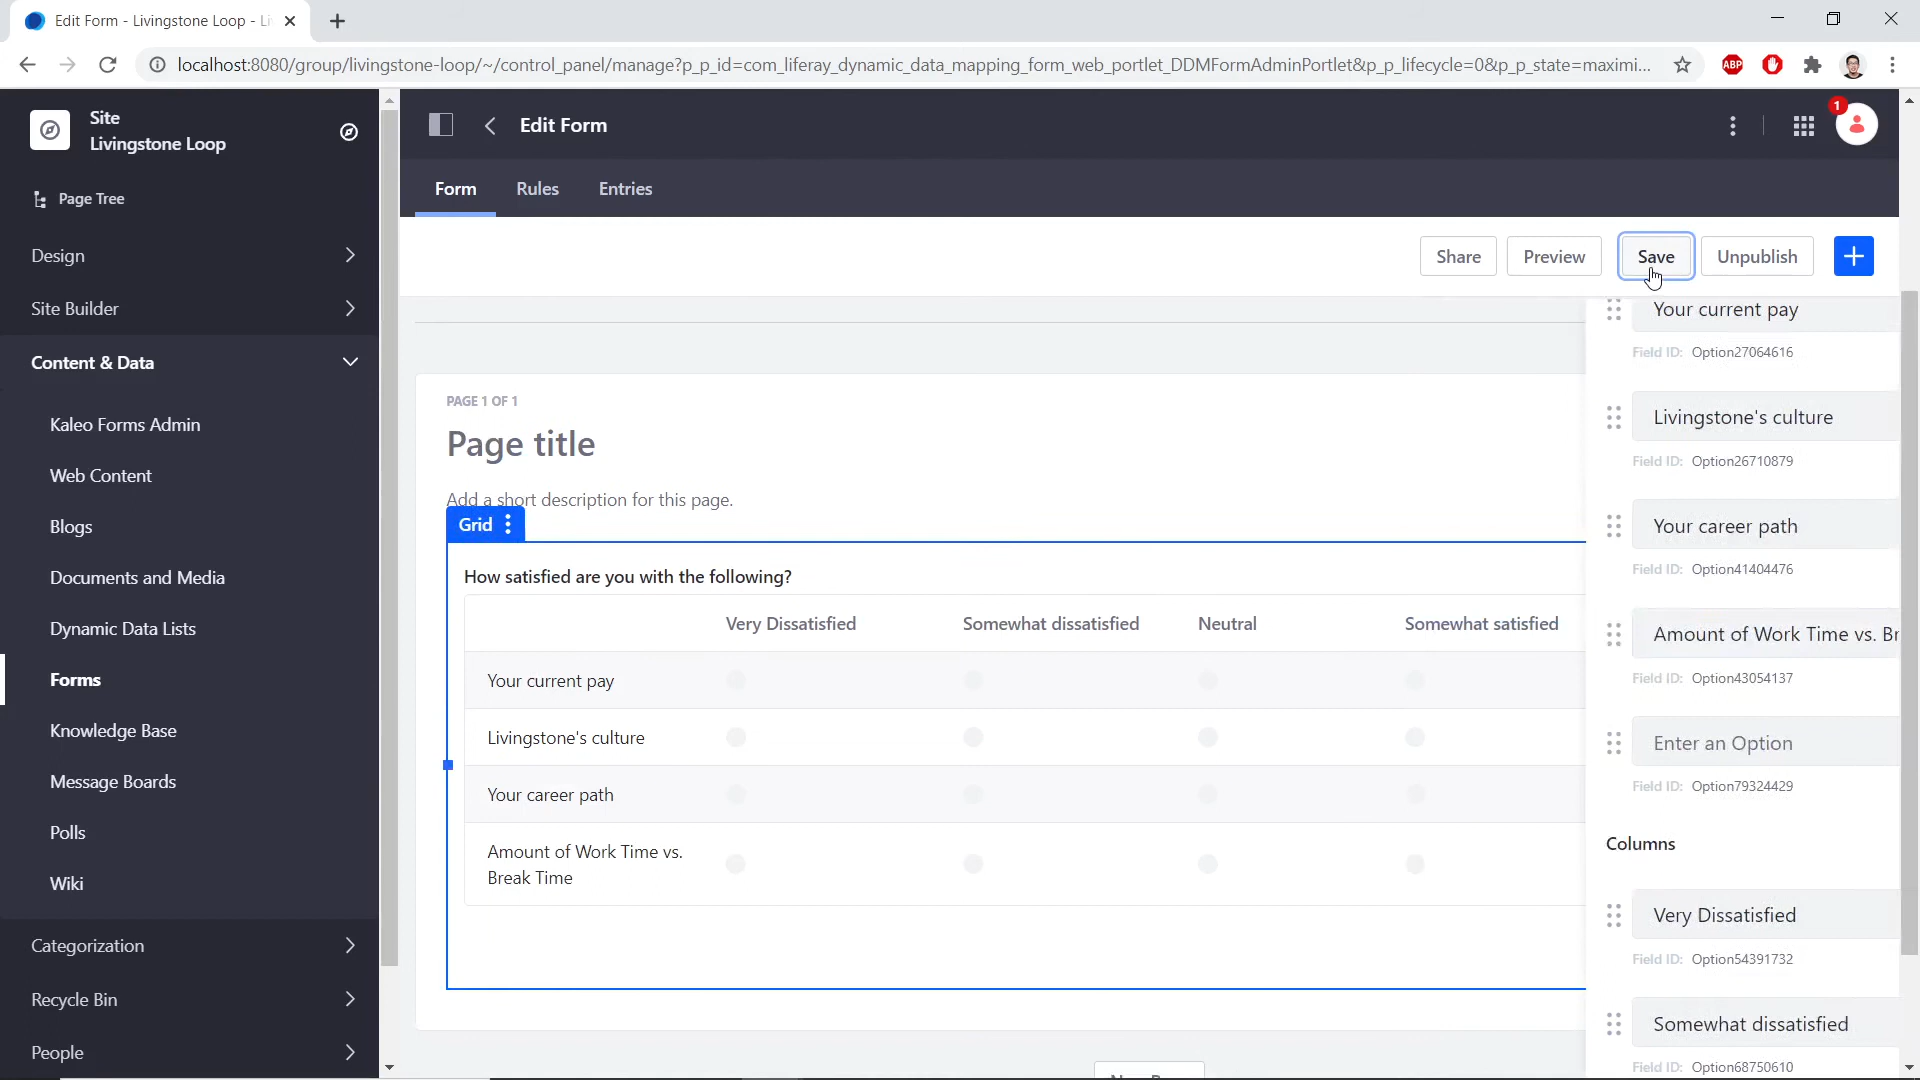 Edit Form - Livingstone Loop - Li
localhost:8080/group/livingstone-loop/~/control_panel/manage?p_p_id=com_liferay_dynamic_data_mapping_form_web_portlet_DDMFormAdminPortlet&p_p_lifecycle=0&p_p_state=maximi...
ABP
Site
Livingstone Loop
Page Tree
Design
Site Builder
Content & Data
Kaleo Forms Admin
Web Content
Blogs
Documents and Media
Dynamic Data Lists
Forms
Knowledge Base
Message Boards
Polls
Wiki
Categorization
Recycle Bin
People
Edit Form
1
Form Rules Entries
Share Preview Save Unpublish
PAGE 1 OF 1
Page title
Add a short description for this page.
Grid
How satisfied are you with the following?
Very Dissatisfied Somewhat dissatisfied Neutral Somewhat satisfied
Your current pay
Livingstone's culture
Your career path
Amount of Work Time vs.
Break Time
Your current pay
Field ID: Option27064616
Livingstone's culture
Field ID: Option26710879
Your career path
Field ID: Option41404476
Amount of Work Time vs. Br
Field ID: Option43054137
Enter an Option
Field ID: Option79324429
Columns
Very Dissatisfied
Field ID: Option54391732
Somewhat dissatisfied
Field ID: Option68750610